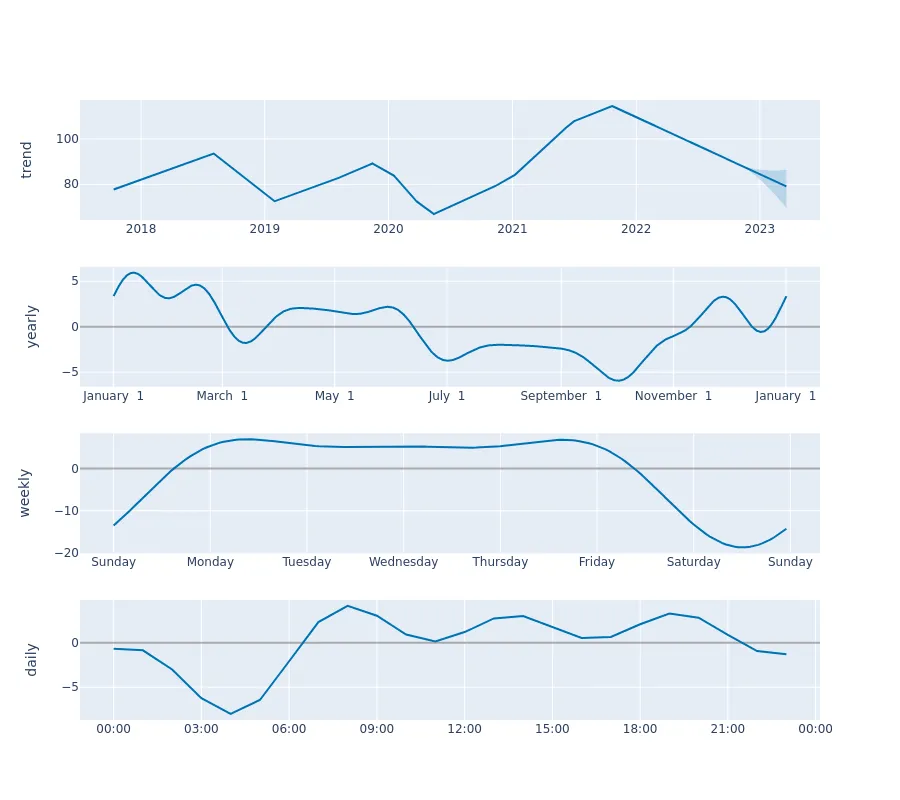 trend
100
80
2018 2019 2020 2021 2022 2023
yearly
5
0
−5
January 1 March 1 May 1 July 1 September 1 November 1 January 1
weekly
0
−10
−20
Sunday Monday Tuesday Wednesday Thursday Friday Saturday Sunday
daily
0
−5
00:00 03:00 06:00 09:00 12:00 15:00 18:00 21:00 00:00